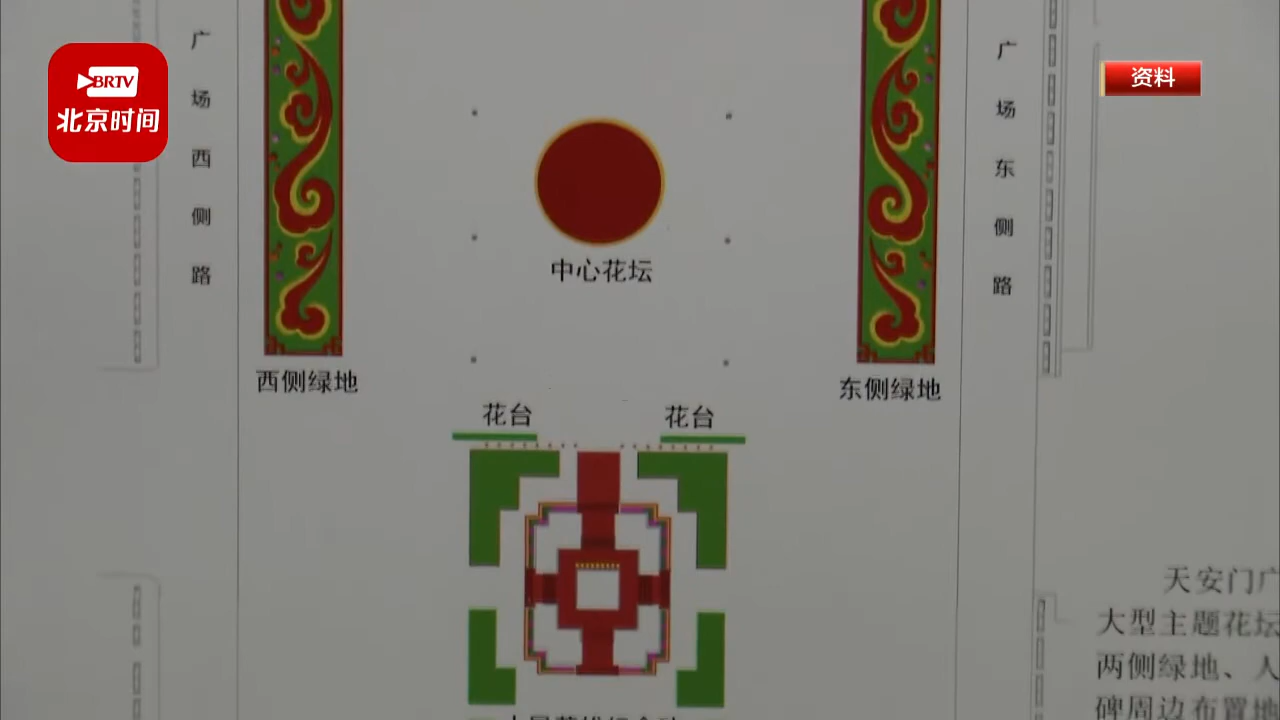 BRTV
北京时间
资料
广场西侧路
广场东侧路
中心花坛
西侧绿地
东侧绿地
花台
花台
天安门广
大型主题花坛
两侧绿地、人
碑周边布置地